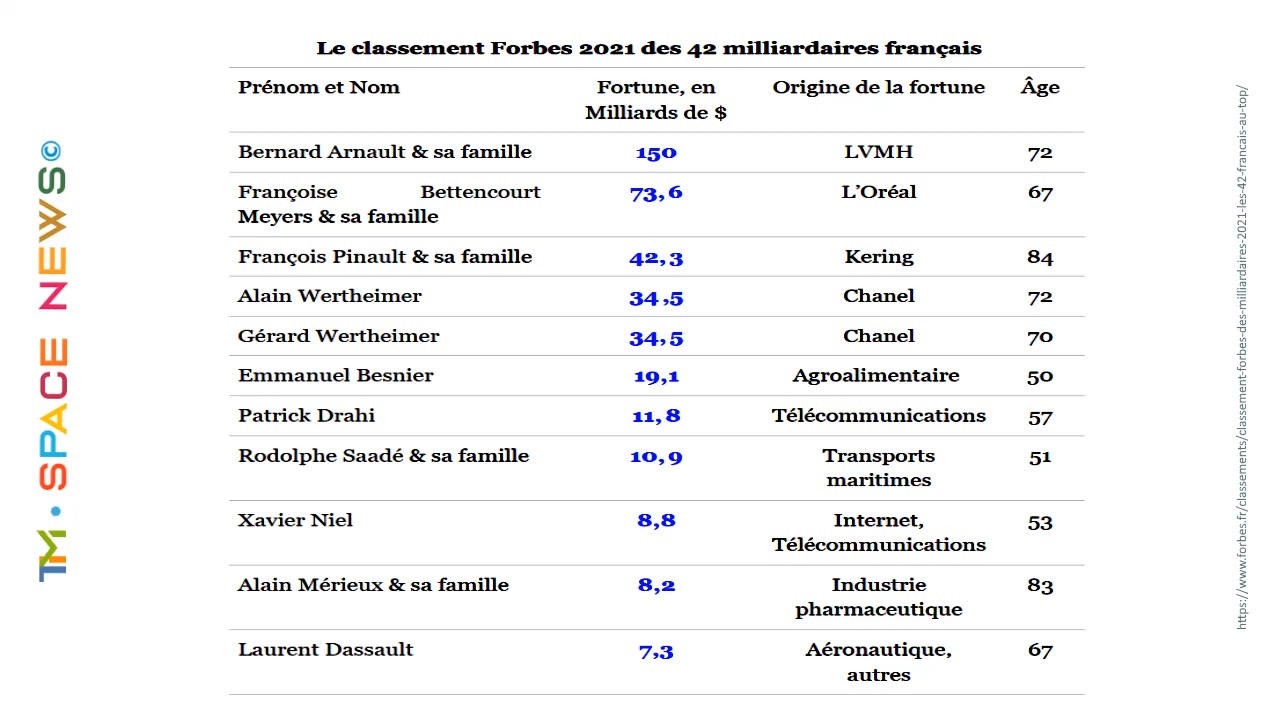 Le classement Forbes 2021 des 42 milliardaires français
Prénom et Nom Fortune, en Milliards de $ Origine de la fortune Âge
Bernard Arnault & sa famille 150 LVMH 72
Françoise Bettencourt Meyers & sa famille 73,6 L’Oréal 67
François Pinault & sa famille 42,3 Kering 84
Alain Wertheimer 34,5 Chanel 72
Gérard Wertheimer 34,5 Chanel 70
Emmanuel Besnier 19,1 Agroalimentaire 50
Patrick Drahi 11,8 Télécommunications 57
Rodolphe Saadé & sa famille 10,9 Transports maritimes 51
Xavier Niel 8,8 Internet, Télécommunications 53
Alain Mérieux & sa famille 8,2 Industrie pharmaceutique 83
Laurent Dassault 7,3 Aéronautique, autres 67
TM • SPACE NEWS©
https://www.forbes.fr/classements/classement-forbes-des-milliardaires-2021-les-42-francais-au-top/